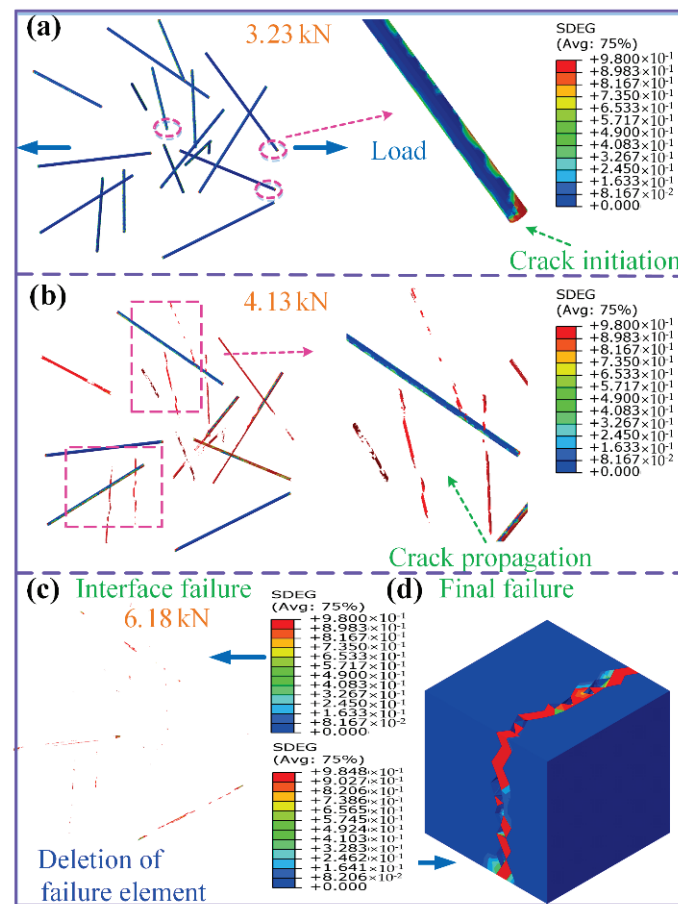 (a)
3.23 kN
Load
SDEG
(Avg: 75%)
+9.800×10⁻¹
+8.983×10⁻¹
+8.167×10⁻¹
+7.350×10⁻¹
+6.533×10⁻¹
+5.717×10⁻¹
+4.900×10⁻¹
+4.083×10⁻¹
+3.267×10⁻¹
+2.450×10⁻¹
+1.633×10⁻¹
+8.167×10⁻²
+0.000
Crack initiation
(b)
4.13 kN
SDEG
(Avg: 75%)
+9.800×10⁻¹
+8.983×10⁻¹
+8.167×10⁻¹
+7.350×10⁻¹
+6.533×10⁻¹
+5.717×10⁻¹
+4.900×10⁻¹
+4.083×10⁻¹
+3.267×10⁻¹
+2.450×10⁻¹
+1.633×10⁻¹
+8.167×10⁻²
+0.000
Crack propagation
(c)
Interface failure
6.18 kN
SDEG
(Avg: 75%)
+9.800×10⁻¹
+8.983×10⁻¹
+8.167×10⁻¹
+7.350×10⁻¹
+6.533×10⁻¹
+5.717×10⁻¹
+4.900×10⁻¹
+4.083×10⁻¹
+3.267×10⁻¹
+2.450×10⁻¹
+1.633×10⁻¹
+8.167×10⁻²
+0.000
Deletion of
failure element
(d)
Final failure
SDEG
(Avg: 75%)
+9.848×10⁻¹
+9.027×10⁻¹
+8.206×10⁻¹
+7.386×10⁻¹
+6.565×10⁻¹
+5.745×10⁻¹
+4.924×10⁻¹
+4.103×10⁻¹
+3.283×10⁻¹
+2.462×10⁻¹
+1.641×10⁻¹
+8.206×10⁻²
+0.000